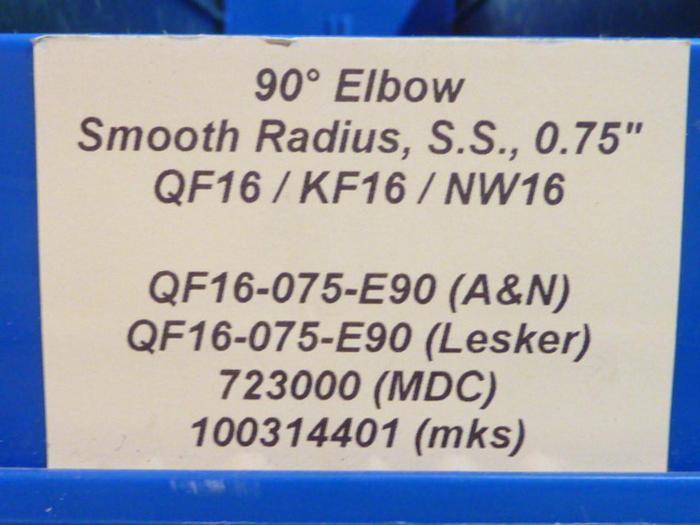 90° Elbow
Smooth Radius, S.S., 0.75"
QF16 / KF16 / NW16
QF16-075-E90 (A&N)
QF16-075-E90 (Lesker)
723000 (MDC)
100314401 (mks)